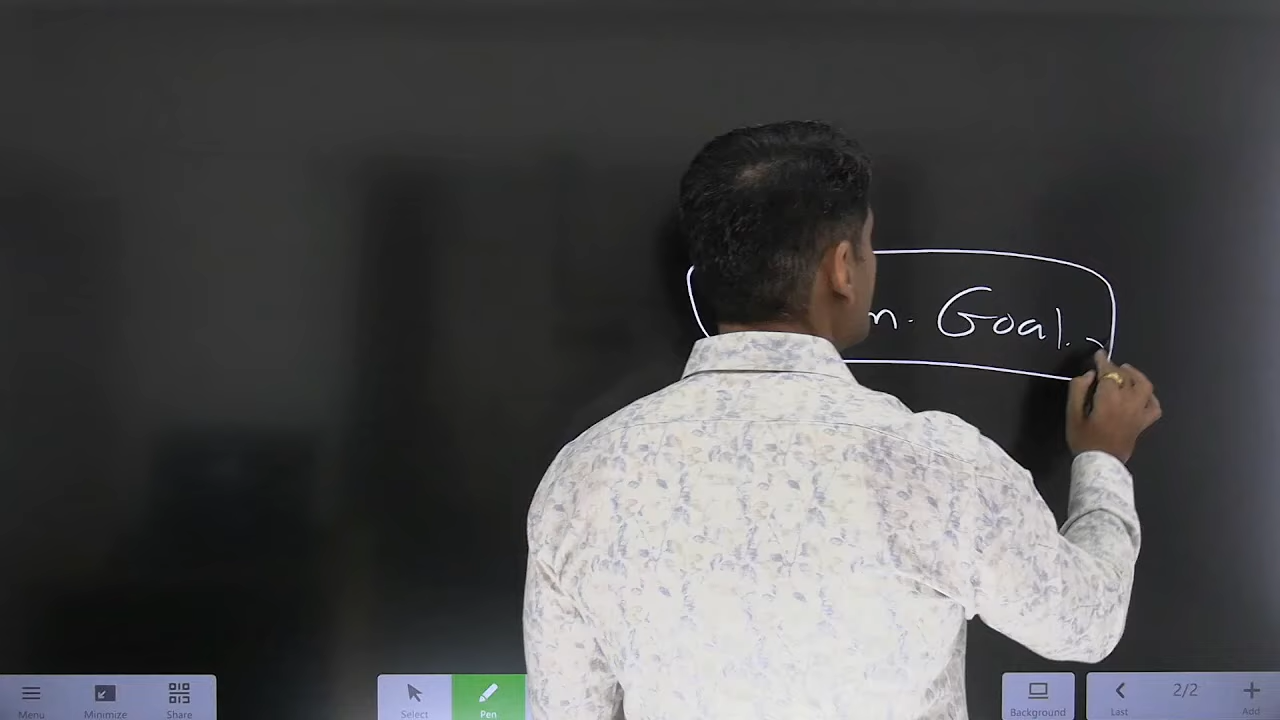 n. Goal.
Menu
Minimize
Share
Select
Pen
Background
Last
2/2
Add